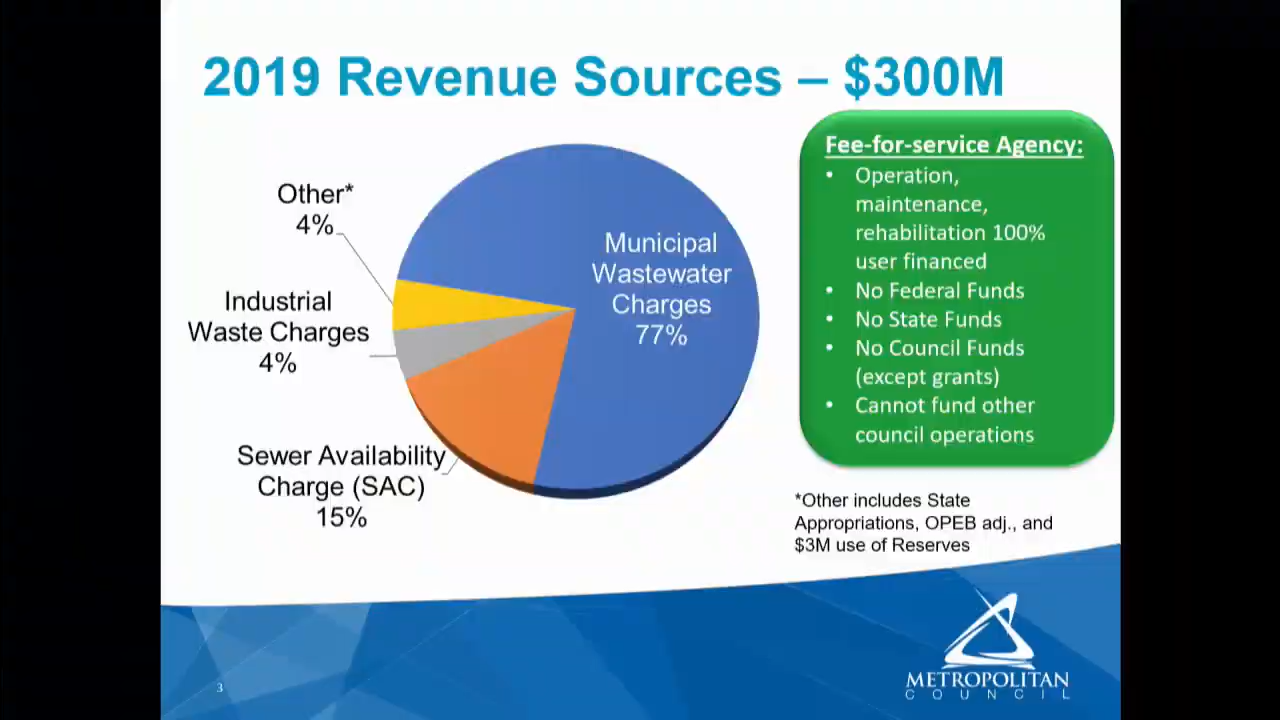 2019 Revenue Sources – $300M
Other*
4%
Industrial
Waste Charges
4%
Sewer Availability
Charge (SAC)
15%
Municipal
Wastewater
Charges
77%
Fee-for-service Agency:
• Operation,
maintenance,
rehabilitation 100%
user financed
• No Federal Funds
• No State Funds
• No Council Funds
(except grants)
• Cannot fund other
council operations
*Other includes State
Appropriations, OPEB adj., and
$3M use of Reserves
3
METROPOLITAN
COUNCIL